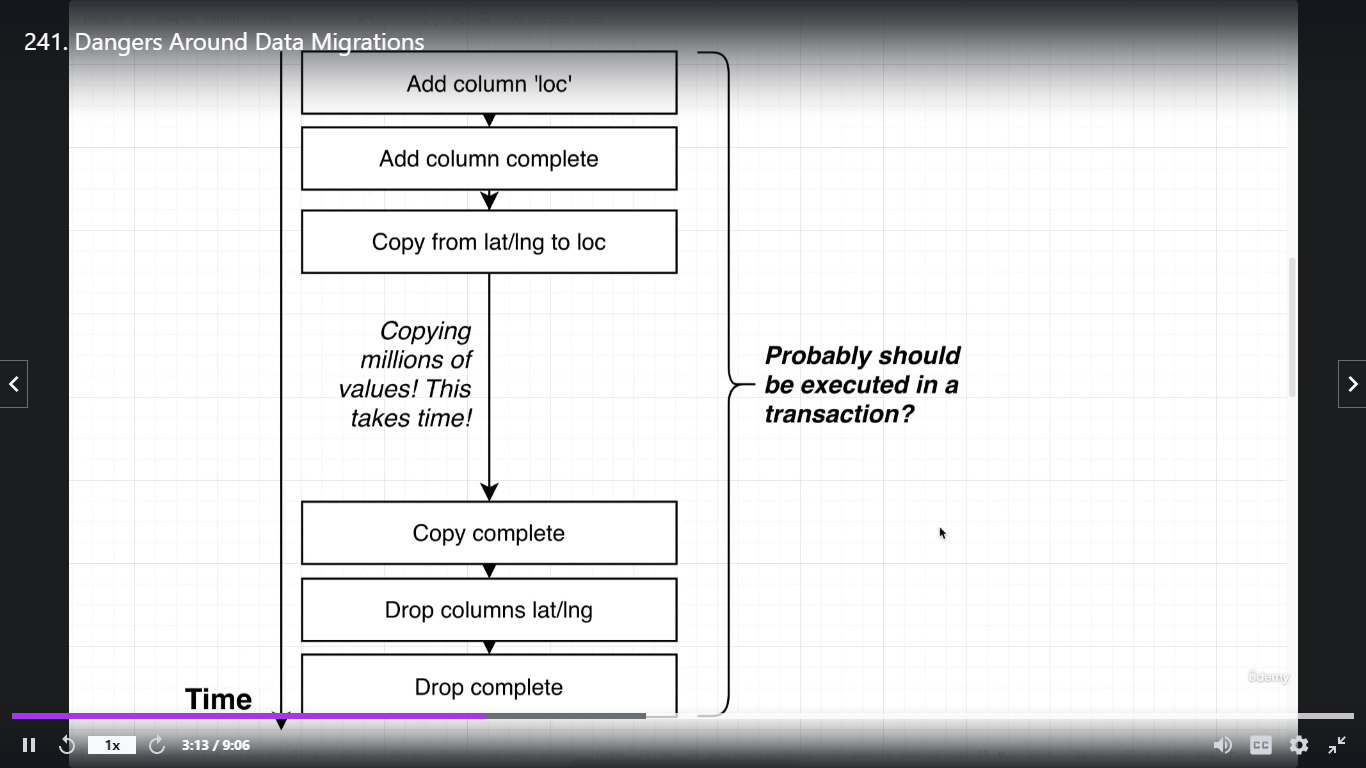 241. Dangers Around Data Migrations
Add column 'loc'
Add column complete
Copy from lat/lng to loc
Copying
millions of
values! This
takes time!
Probably should
be executed in a
transaction?
Copy complete
Drop columns lat/lng
Drop complete
Time
ûdemy
1x
3:13 / 9:06
CC